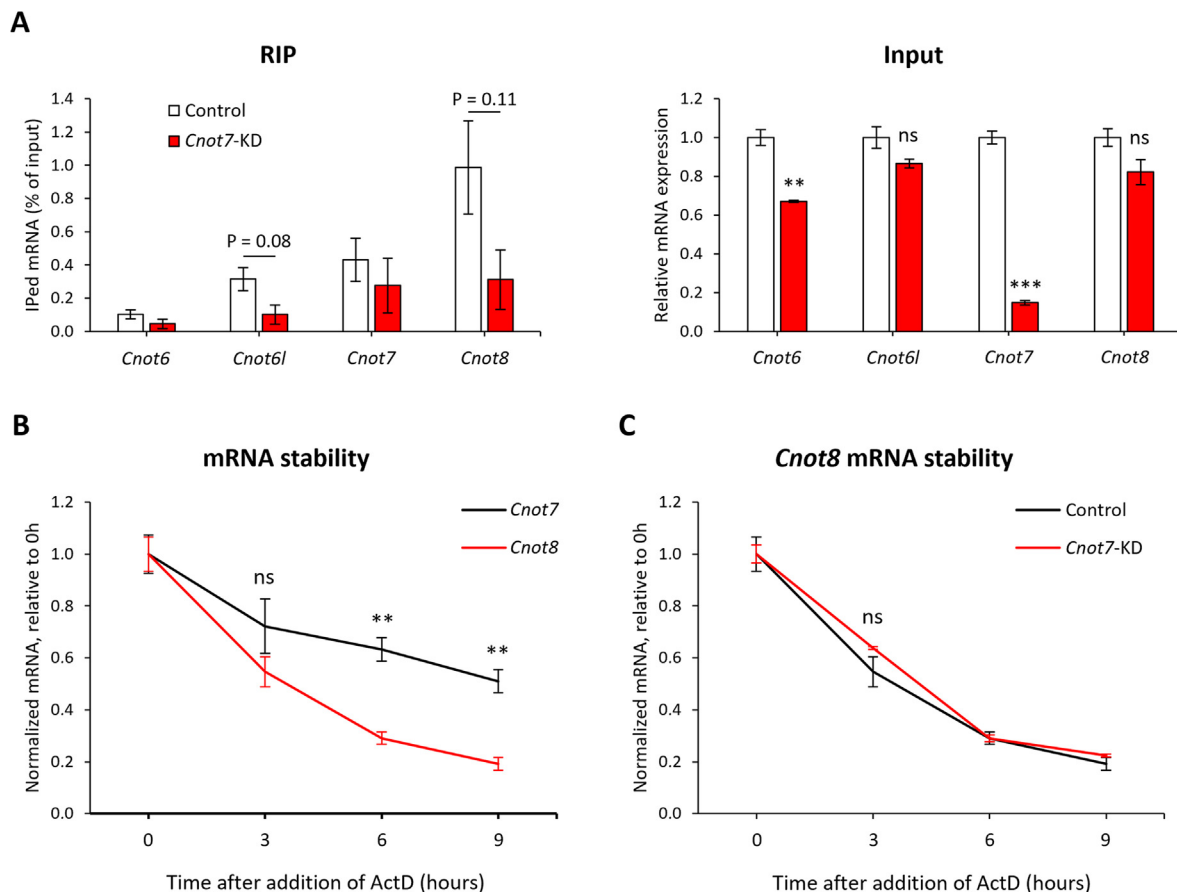 A
RIP
IPed mRNA (% of input)
1.4
1.2
1.0
0.8
0.6
0.4
0.2
0.0
Control
Cnot7-KD
P = 0.08
P = 0.11
Cnot6 Cnot6l Cnot7 Cnot8
Input
Relative mRNA expression
1.2
1.0
0.8
0.6
0.4
0.2
0.0
**
ns
***
ns
Cnot6 Cnot6l Cnot7 Cnot8
B
mRNA stability
Normalized mRNA, relative to 0h
1.2
1.0
0.8
0.6
0.4
0.2
0.0
Cnot7
Cnot8
ns
**
**
0 3 6 9
Time after addition of ActD (hours)
C
Cnot8 mRNA stability
Normalized mRNA, relative to 0h
1.2
1.0
0.8
0.6
0.4
0.2
0.0
Control
Cnot7-KD
ns
0 3 6 9
Time after addition of ActD (hours)